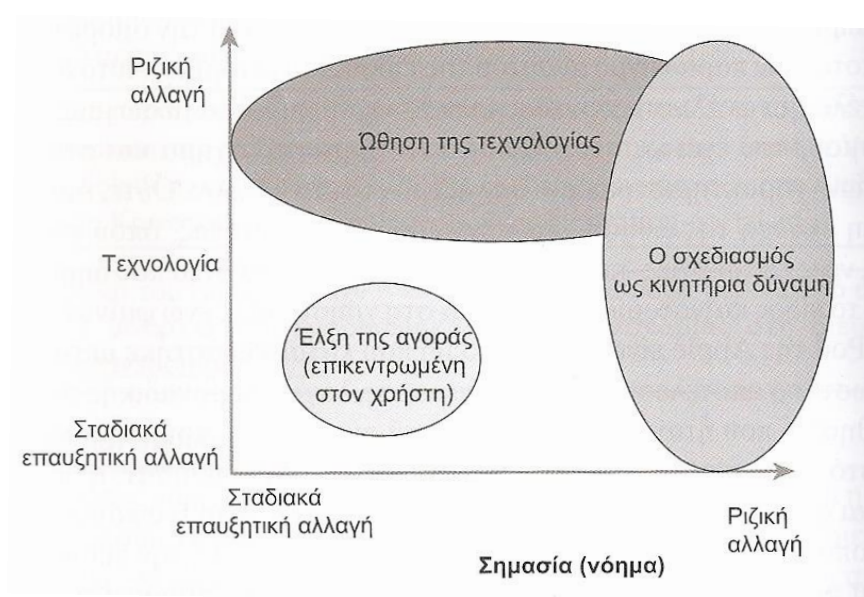 Ριζική
αλλαγή
Ώθηση της τεχνολογίας
Τεχνολογία
Ο σχεδιασμός
ως κινητήρια δύναμη
Έλξη της αγοράς
(επικεντρωμένη
στον χρήστη)
Σταδιακά
επαυξητική αλλαγή
Σταδιακά
επαυξητική αλλαγή
Ριζική
αλλαγή
Σημασία (νόημα)